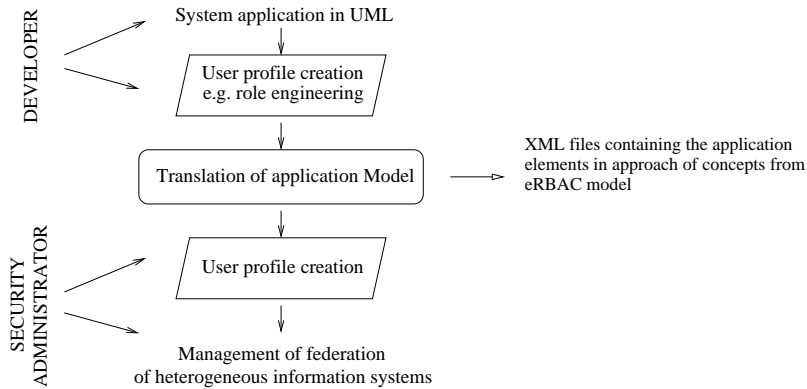 System application in UML
DEVELOPER
User profile creation
e.g. role engineering
Translation of application Model
XML files containing the application
elements in approach of concepts from
eRBAC model
User profile creation
SECURITY
ADMINISTRATOR
Management of federation
of heterogeneous information systems